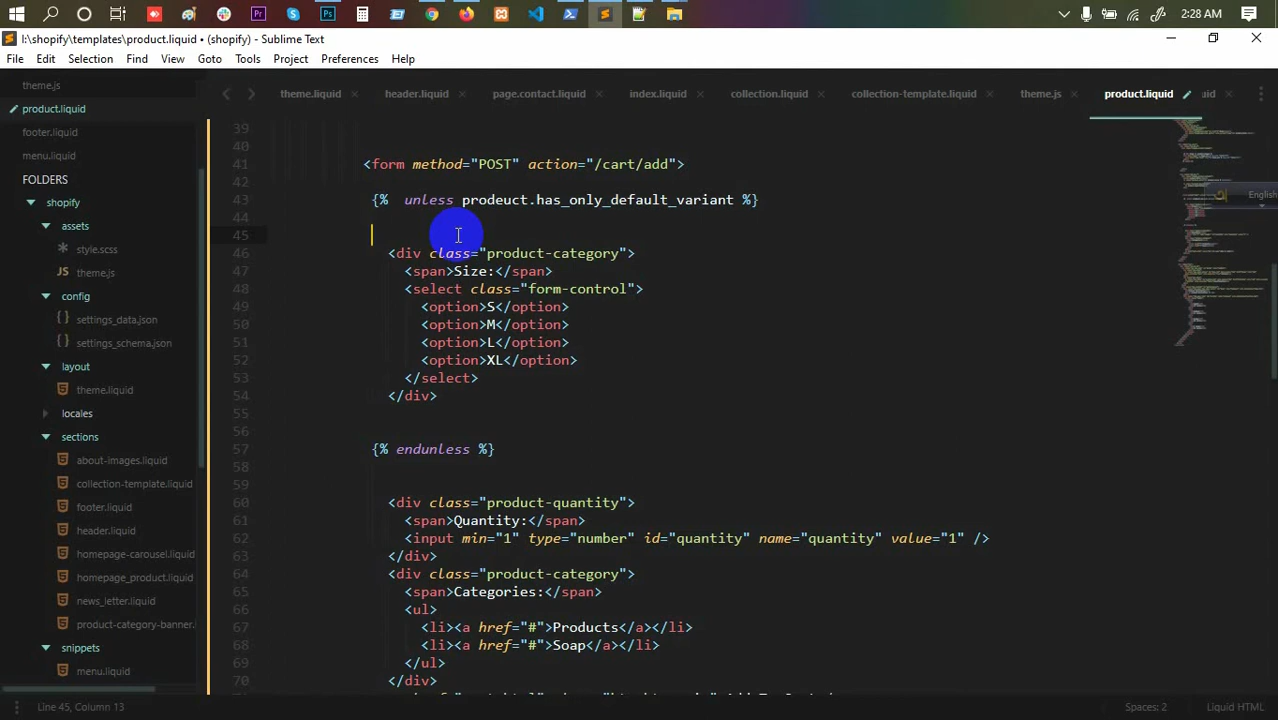 2:28 AM
I:\shopify\templates\product.liquid • (shopify) - Sublime Text
File Edit Selection Find View Goto Tools Project Preferences Help
theme.js
product.liquid
footer.liquid
menu.liquid
FOLDERS
shopify
assets
style.scss
theme.js
config
settings_data.json
settings_schema.json
layout
theme.liquid
locales
sections
about-images.liquid
collection-template.liquid
footer.liquid
header.liquid
homepage-carousel.liquid
homepage_product.liquid
news_letter.liquid
product-category-banner.
snippets
menu.liquid
theme.liquid header.liquid page.contact.liquid index.liquid collection.liquid collection-template.liquid theme.js product.liquid uid
39
40
41 <form method="POST" action="/cart/add">
42
43 {% unless prodeuct.has_only_default_variant %}
44
45
46 <div class="product-category">
47 <span>Size:</span>
48 <select class="form-control">
49 <option>S</option>
50 <option>M</option>
51 <option>L</option>
52 <option>XL</option>
53 </select>
54 </div>
55
56
57 {% endunless %}
58
59
60 <div class="product-quantity">
61 <span>Quantity:</span>
62 <input min="1" type="number" id="quantity" name="quantity" value="1" />
63 </div>
64 <div class="product-category">
65 <span>Categories:</span>
66 <ul>
67 <li><a href="#">Products</a></li>
68 <li><a href="#">Soap</a></li>
69 </ul>
70 </div>
English
Line 45, Column 13
Spaces: 2
Liquid HTML